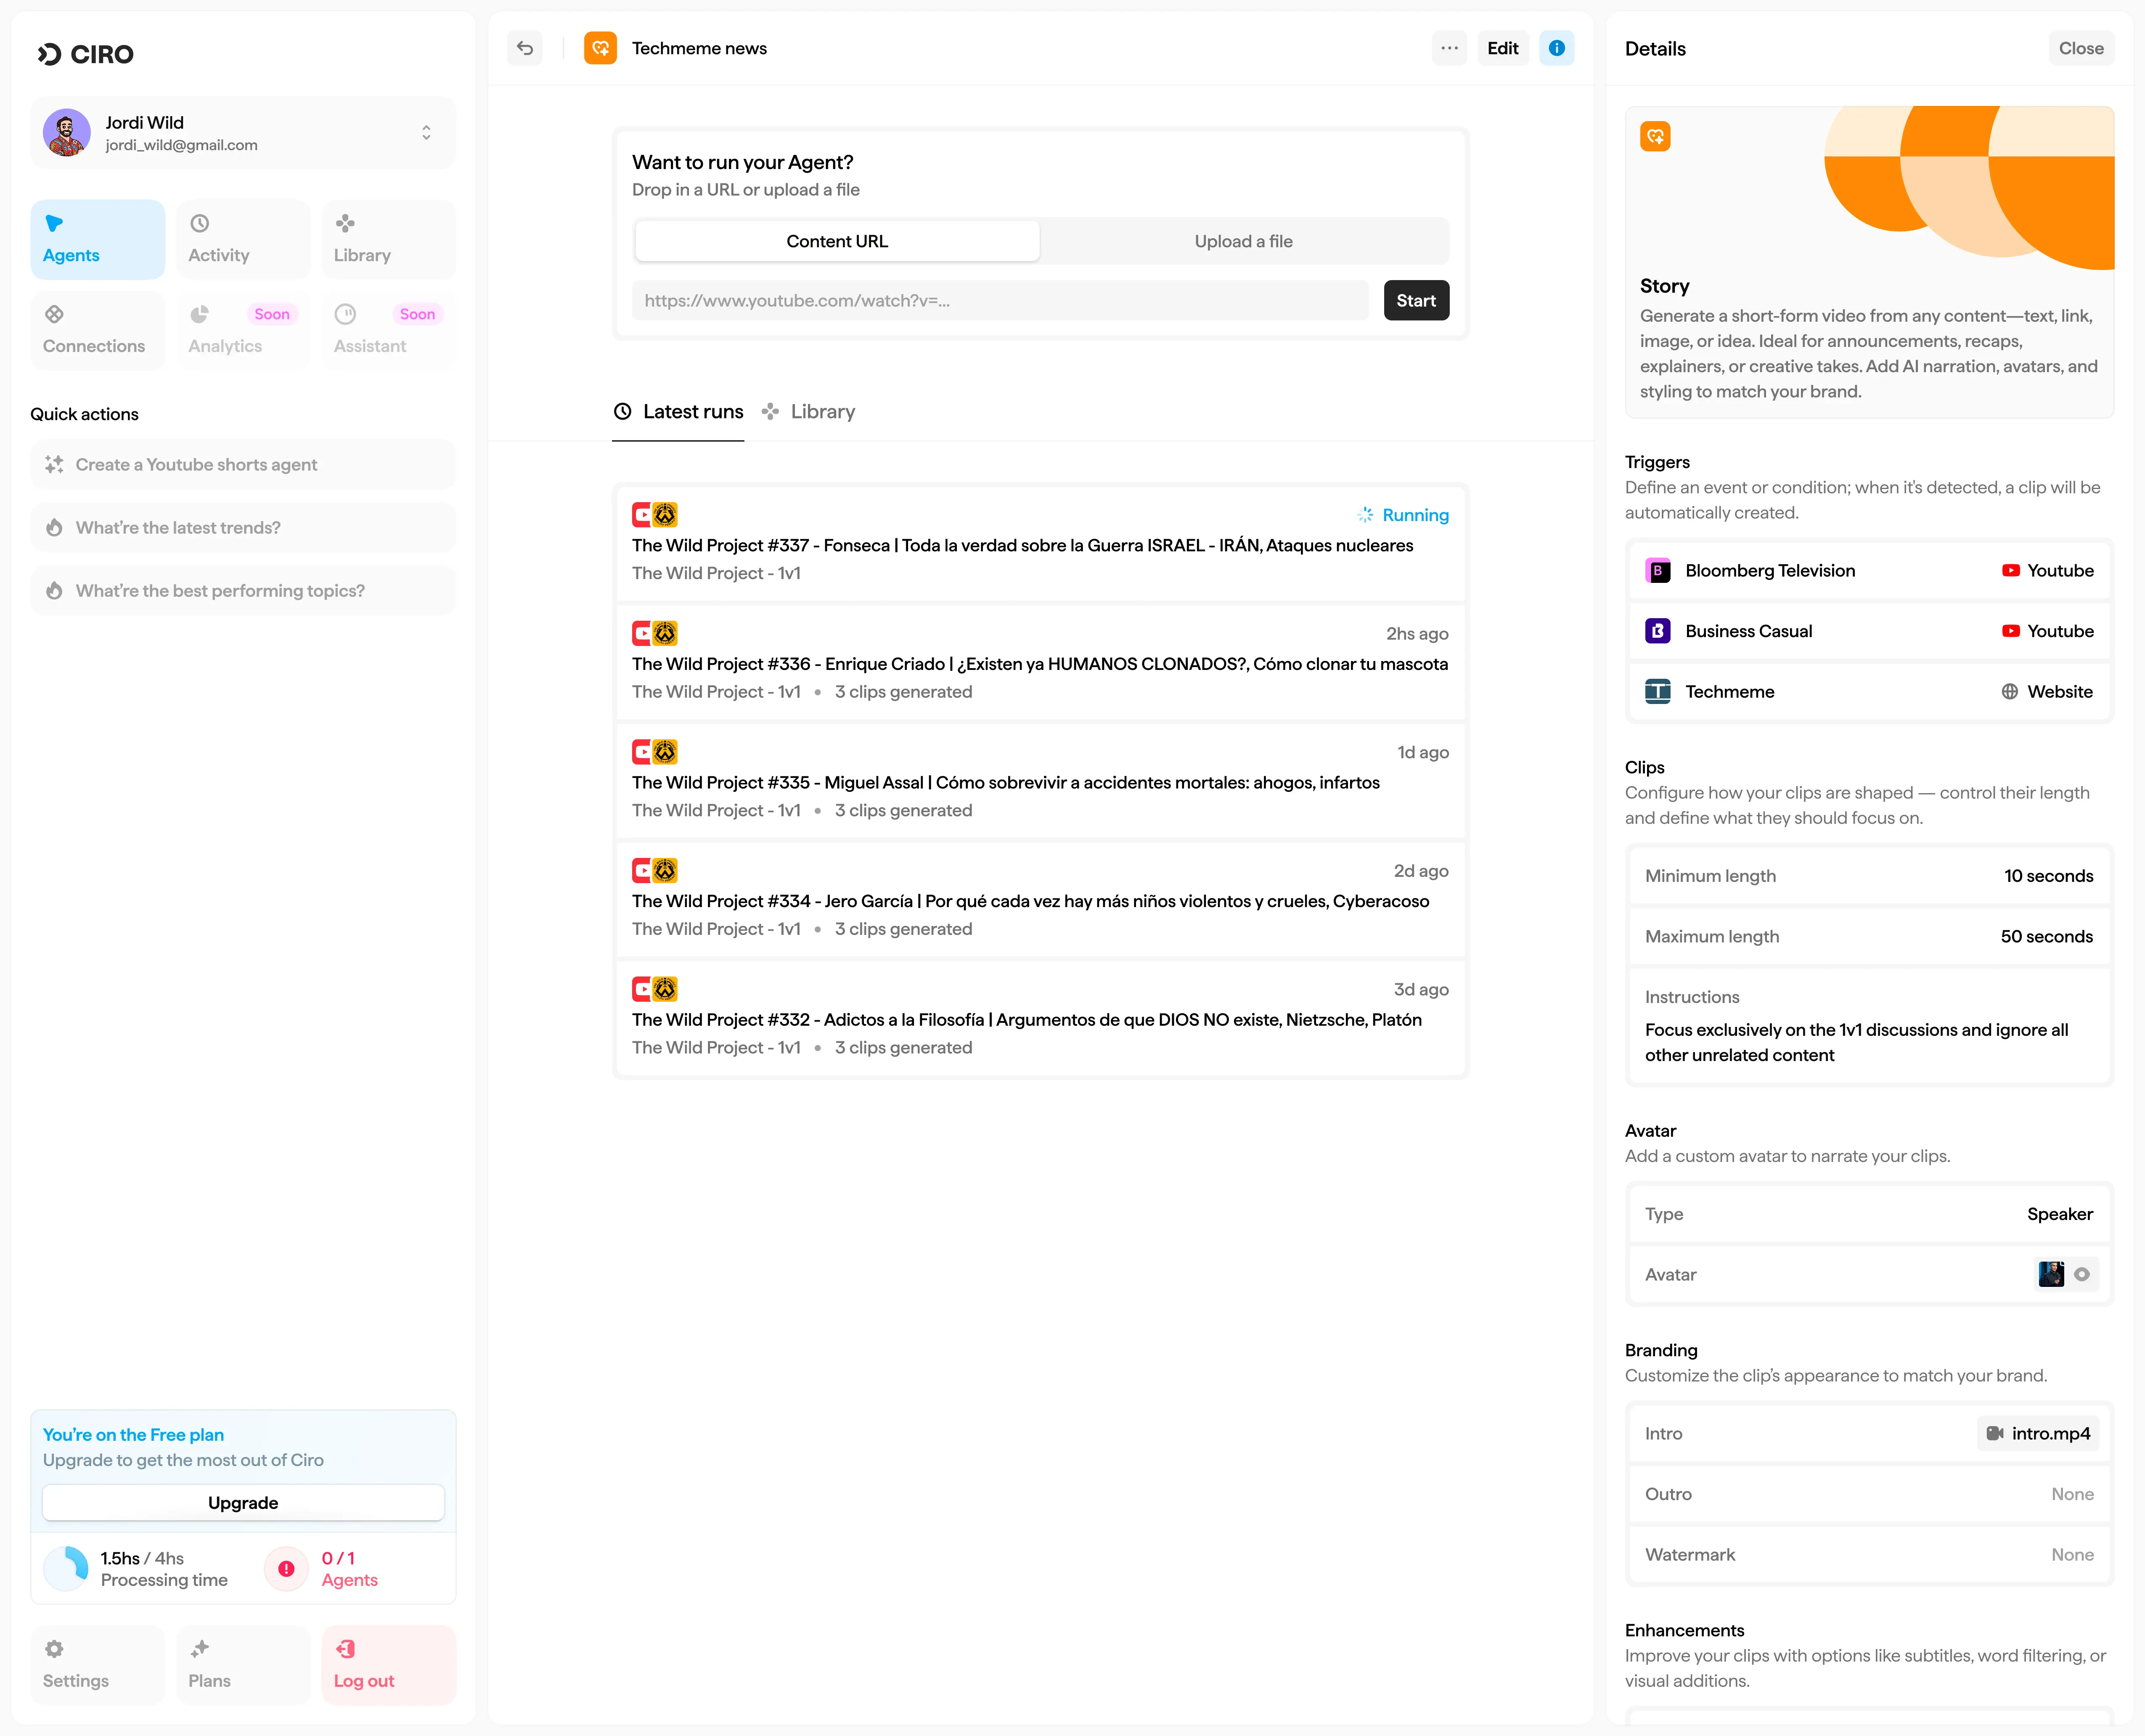 CIRO
Jordi Wild
jordi_wild@gmail.com
Agents
Activity
Library
Connections
Soon
Analytics
Soon
Assistant
Quick actions
Create a Youtube shorts agent
What're the latest trends?
What're the best performing topics?
You're on the Free plan
Upgrade to get the most out of Ciro
Upgrade
1.5hs / 4hs
Processing time
0 / 1
Agents
Settings
Plans
Log out
Techmeme news
Edit
Want to run your Agent?
Drop in a URL or upload a file
Content URL
Upload a file
https://www.youtube.com/watch?v=...
Start
Latest runs
Library
Running
The Wild Project #337 - Fonseca | Toda la verdad sobre la Guerra ISRAEL - IRÁN, Ataques nucleares
The Wild Project - 1v1
2hs ago
The Wild Project #336 - Enrique Criado | ¿Existen ya HUMANOS CLONADOS?, Cómo clonar tu mascota
The Wild Project - 1v1 • 3 clips generated
1d ago
The Wild Project #335 - Miguel Assal | Cómo sobrevivir a accidentes mortales: ahogos, infartos
The Wild Project - 1v1 • 3 clips generated
2d ago
The Wild Project #334 - Jero García | Por qué cada vez hay más niños violentos y crueles, Cyberacoso
The Wild Project - 1v1 • 3 clips generated
3d ago
The Wild Project #332 - Adictos a la Filosofía | Argumentos de que DIOS NO existe, Nietzsche, Platón
The Wild Project - 1v1 • 3 clips generated
Details
Close
Story
Generate a short-form video from any content—text, link,
image, or idea. Ideal for announcements, recaps,
explainers, or creative takes. Add AI narration, avatars, and
styling to match your brand.
Triggers
Define an event or condition; when it's detected, a clip will be
automatically created.
B
Bloomberg Television
Youtube
B
Business Casual
Youtube
T
Techmeme
Website
Clips
Configure how your clips are shaped — control their length
and define what they should focus on.
Minimum length
10 seconds
Maximum length
50 seconds
Instructions
Focus exclusively on the 1v1 discussions and ignore all
other unrelated content
Avatar
Add a custom avatar to narrate your clips.
Type
Speaker
Avatar
Branding
Customize the clip's appearance to match your brand.
Intro
intro.mp4
Outro
None
Watermark
None
Enhancements
Improve your clips with options like subtitles, word filtering, or
visual additions.